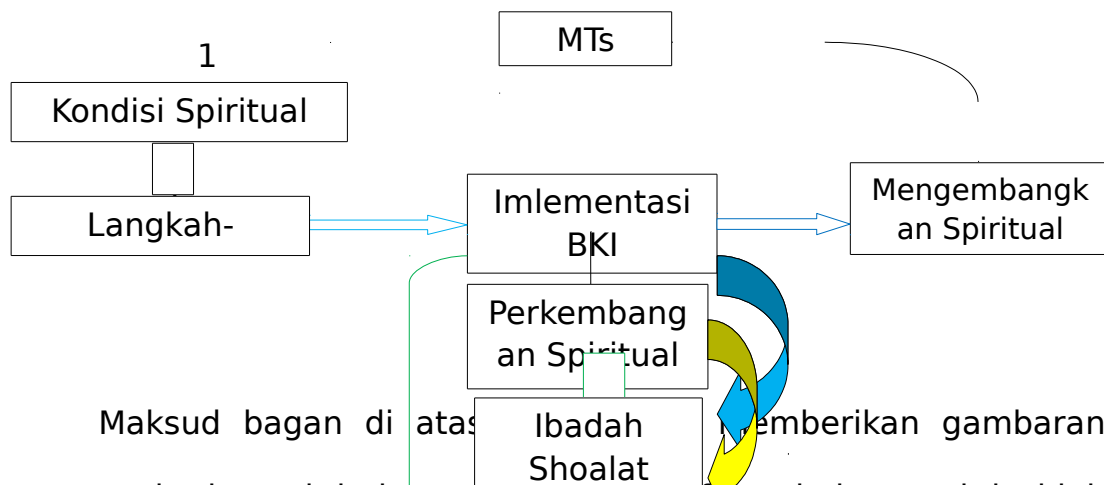 MTs
1
Kondisi Spiritual
Langkah-
Imlementasi
BKI
Mengembangk
an Spiritual
Perkembang
an Spiritual
Ibadah
Shoalat
Maksud bagan di atas memberikan gambaran